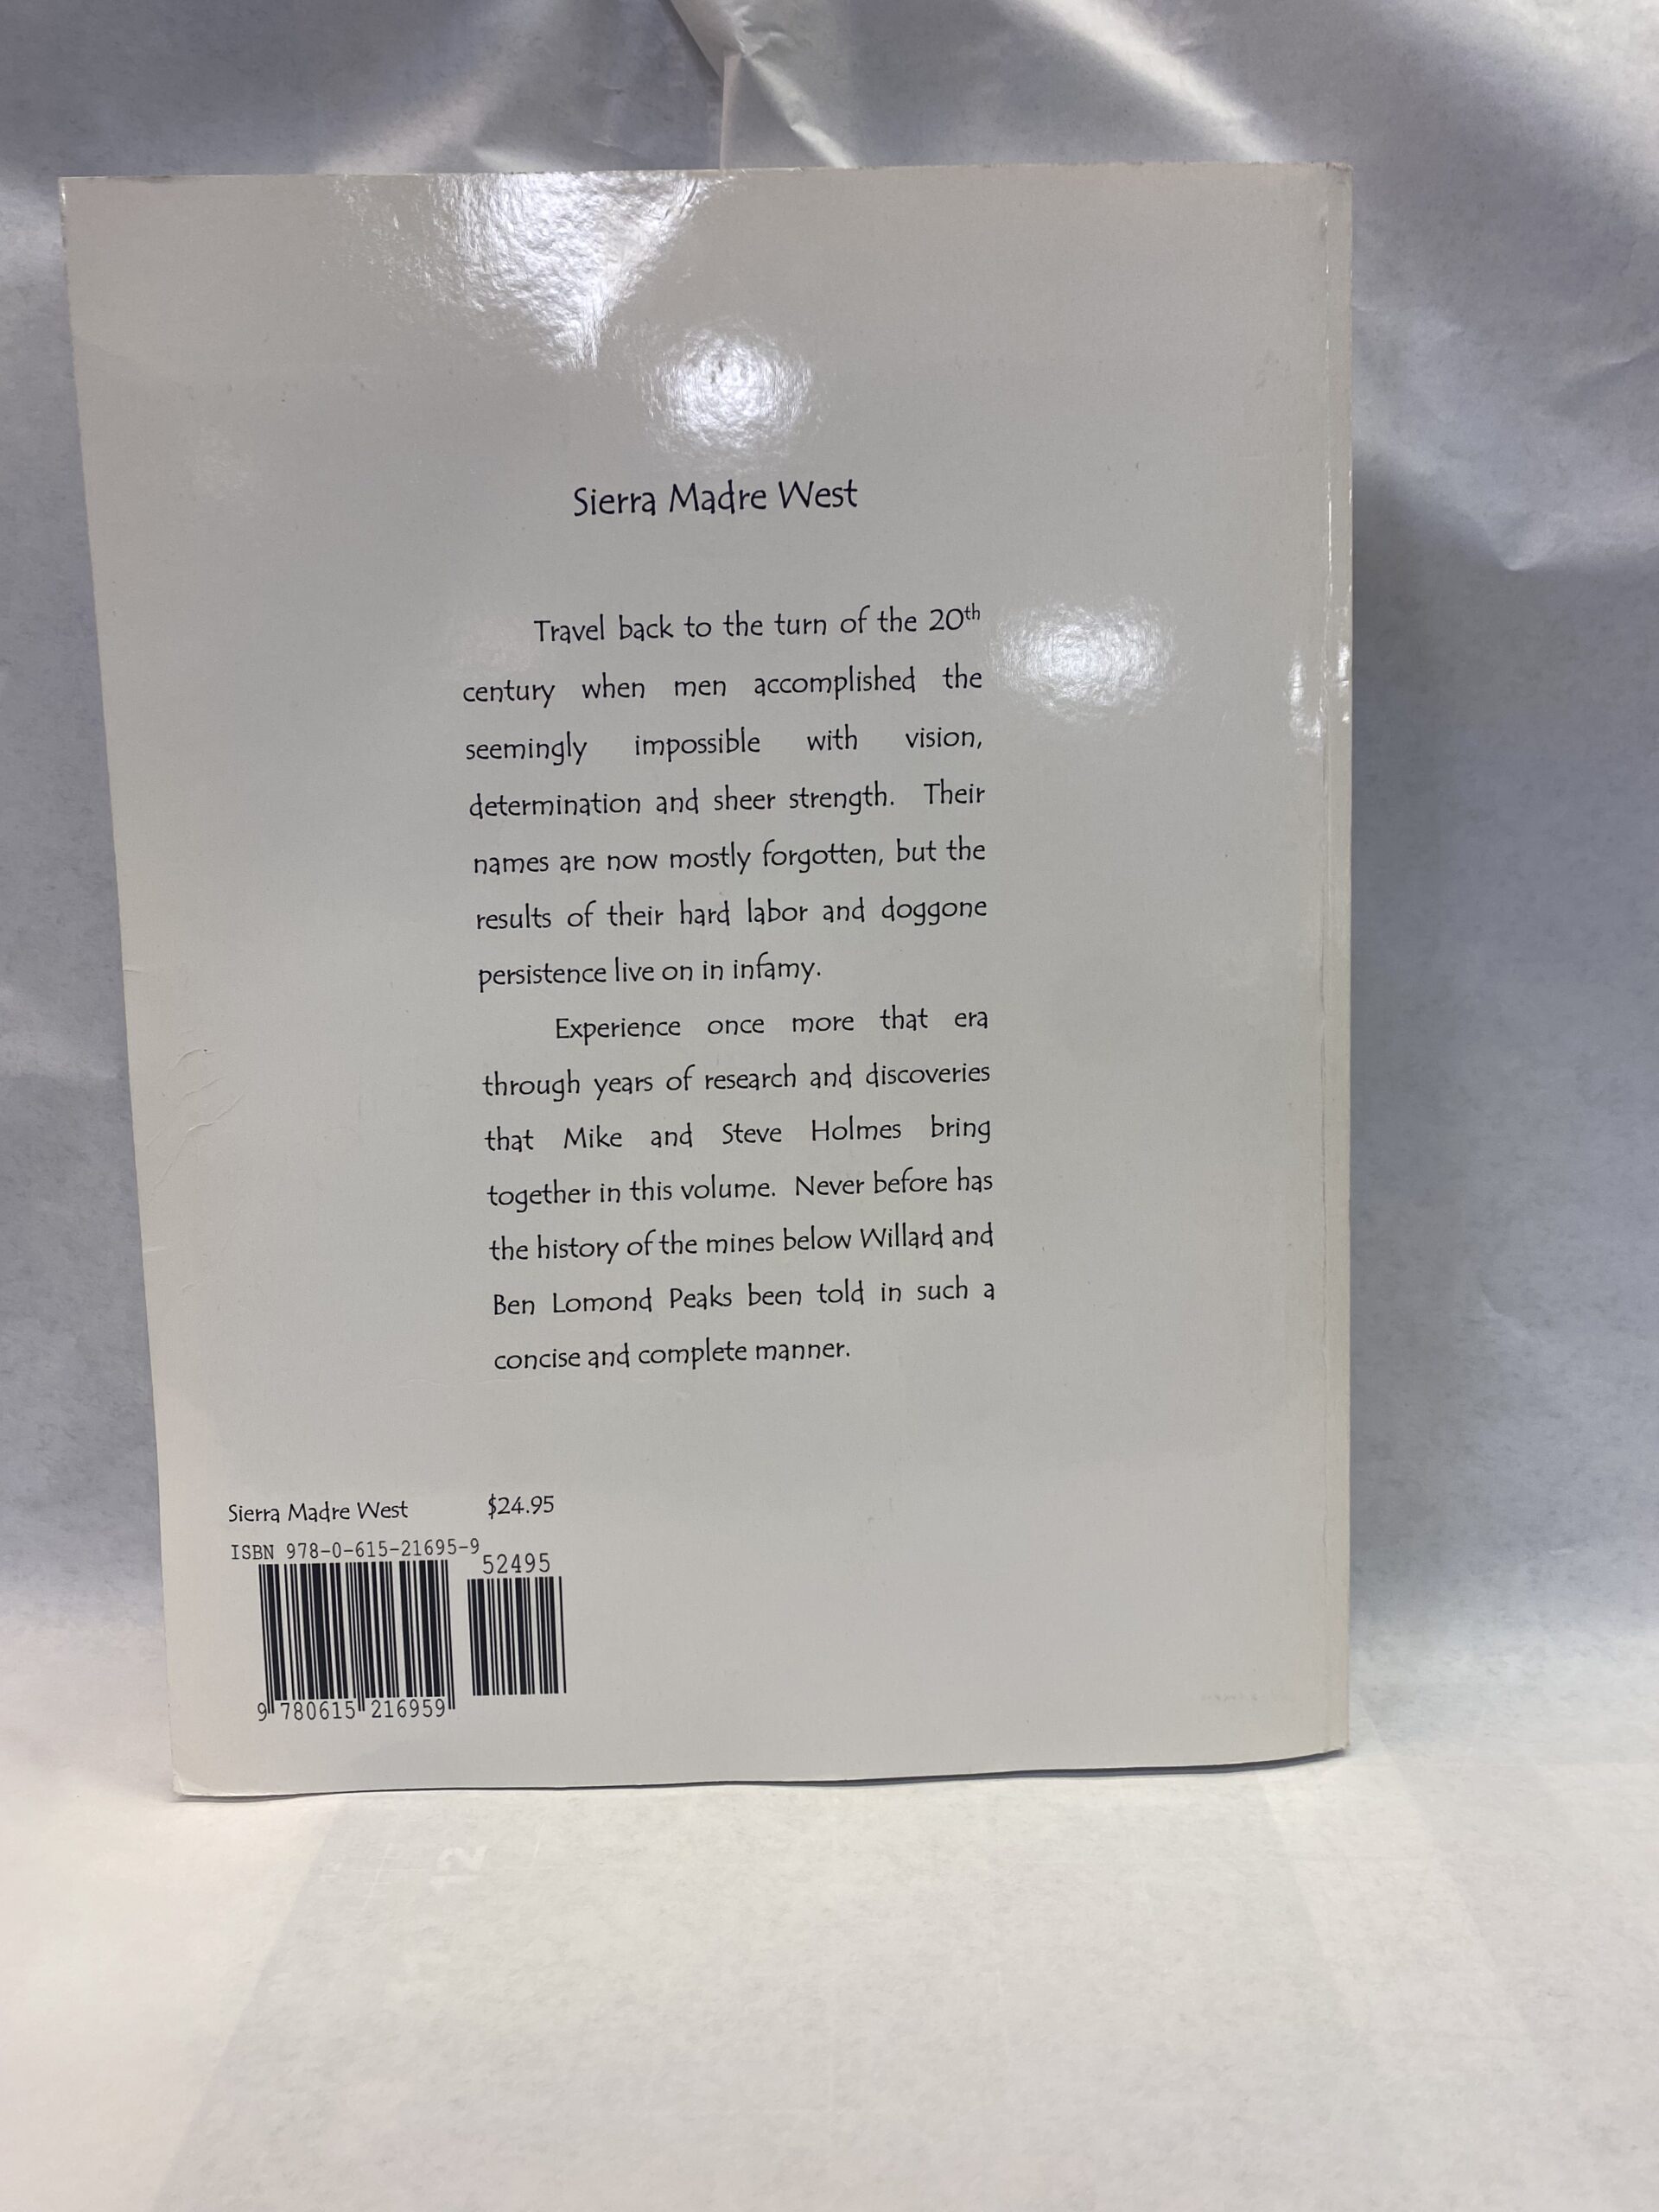 Sierra Madre West
Travel back to the turn of the 20th
century when men accomplished the
seemingly impossible with vision,
determination and sheer strength. Their
names are now mostly forgotten, but the
results of their hard labor and doggone
persistence live on in infamy.
Experience once more that era
through years of research and discoveries
that Mike and Steve Holmes bring
together in this volume. Never before has
the history of the mines below Willard and
Ben Lomond Peaks been told in such a
concise and complete manner.
Sierra Madre West $24.95
ISBN 978-0-615-21695-9
52495
9 780615 216959
12